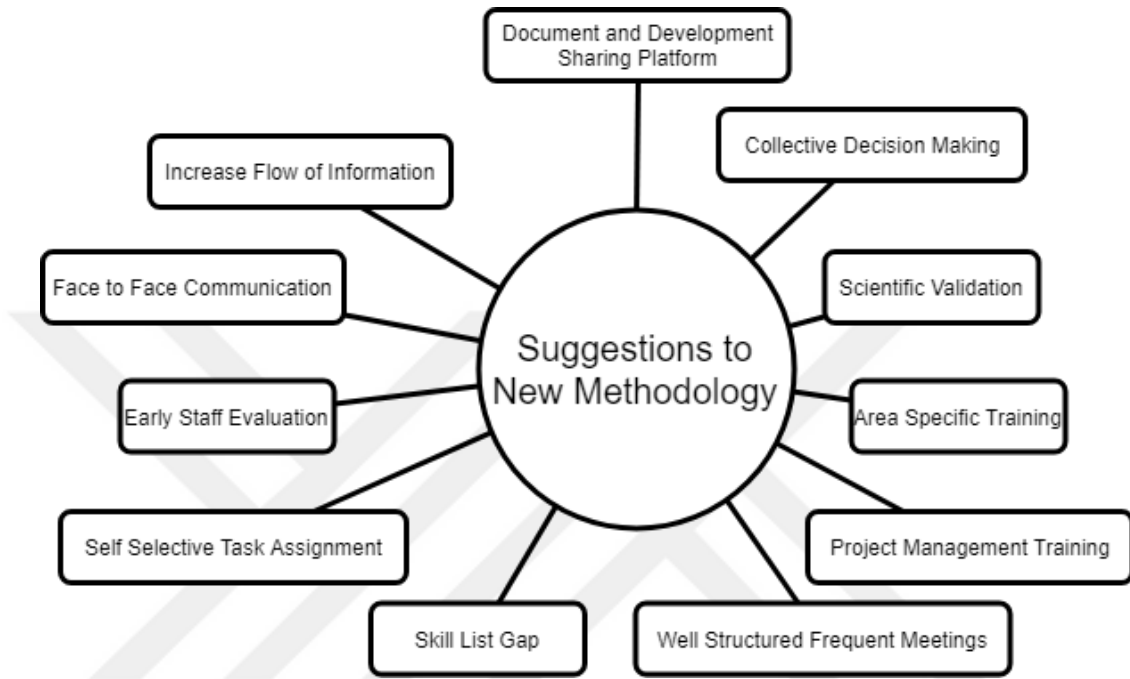 Document and Development
Sharing Platform
Collective Decision Making
Increase Flow of Information
Face to Face Communication
Scientific Validation
Suggestions to
New Methodology
Early Staff Evaluation
Area Specific Training
Self Selective Task Assignment
Project Management Training
Skill List Gap
Well Structured Frequent Meetings